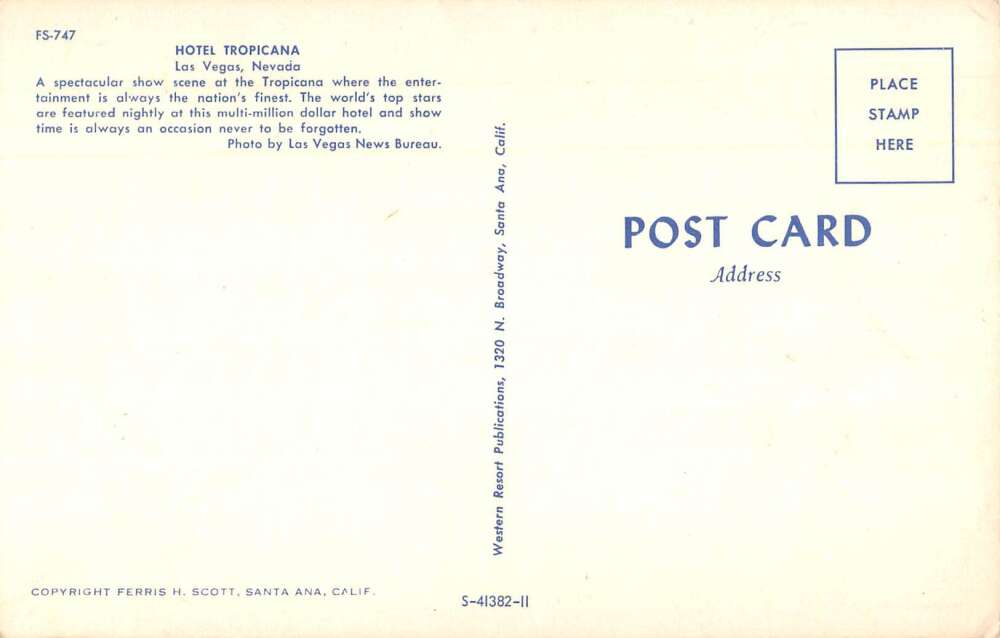 FS-747
HOTEL TROPICANA
Las Vegas, Nevada
A spectacular show scene at the Tropicana where the enter-
tainment is always the nation's finest. The world's top stars
are featured nightly at this multi-million dollar hotel and show
time is always an occasion never to be forgotten.
Photo by Las Vegas News Bureau.
COPYRIGHT FERRIS H. SCOTT, SANTA ANA, CALIF.
Western Resort Publications, 1320 N. Broadway, Santa Ana, Calif.
S-41382-11
PLACE
STAMP
HERE
POST CARD
Address